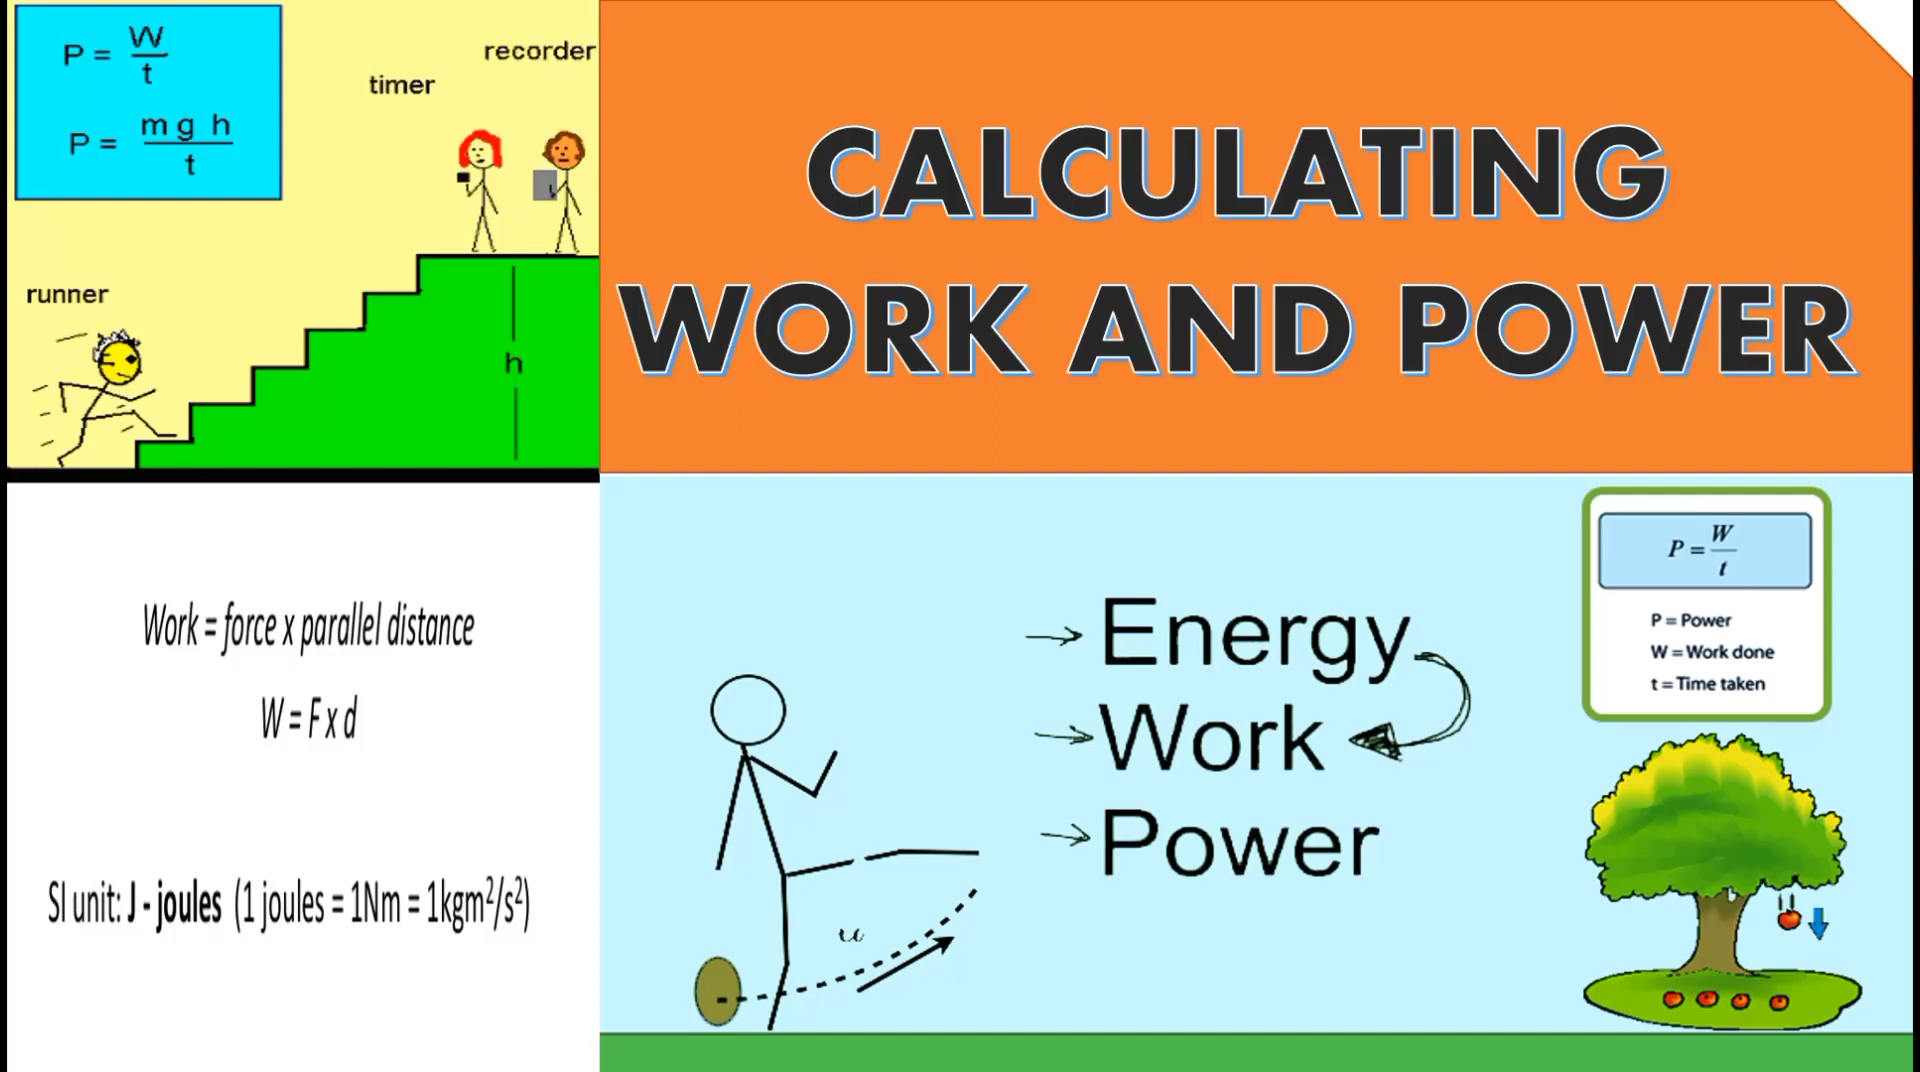 P = W
t
P = m g h
t
recorder
timer
runner
h
CALCULATING
WORK AND POWER
Work = force x parallel distance
W = F x d
SI unit: J - joules (1 joules = 1Nm = 1kgm²/s²)
Energy
Work
Power
u
P = W
t
P = Power
W = Work done
t = Time taken